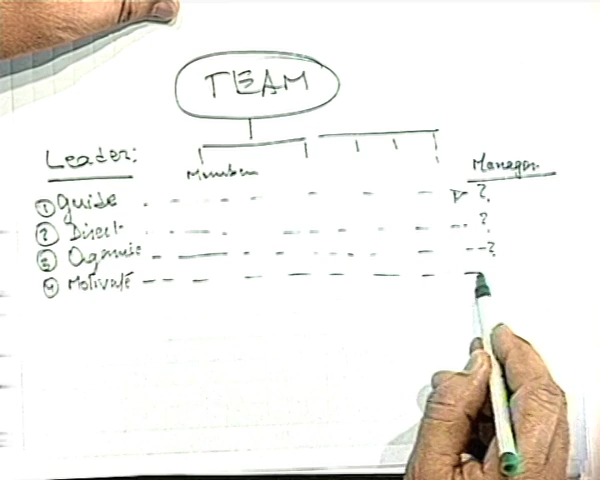 TEAM
Leader:
Members
Manager
① Guide ?
② Direct ?
③ Organise ?
④ Motivate